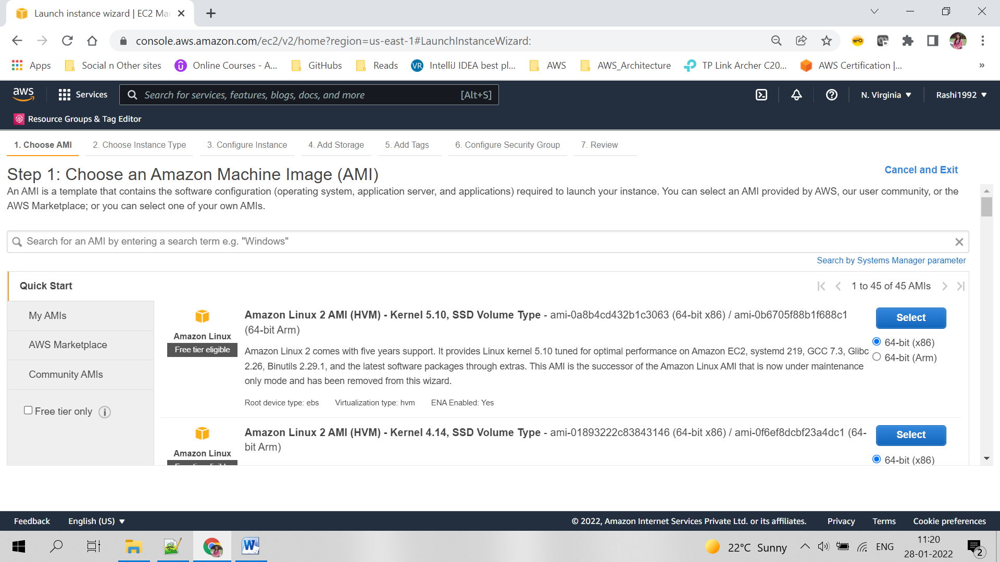 Launch instance wizard | EC2 Ma
console.aws.amazon.com/ec2/v2/home?region=us-east-1#LaunchInstanceWizard:
Apps Social n Other sites Online Courses - A... GitHubs Reads VR IntelliJ IDEA best pl... AWS AWS_Architecture TP Link Archer C20... AWS Certification |... »
aws Services Search for services, features, blogs, docs, and more [Alt+S] N. Virginia Rashi1992
Resource Groups & Tag Editor
1. Choose AMI 2. Choose Instance Type 3. Configure Instance 4. Add Storage 5. Add Tags 6. Configure Security Group 7. Review
Step 1: Choose an Amazon Machine Image (AMI)
Cancel and Exit
An AMI is a template that contains the software configuration (operating system, application server, and applications) required to launch your instance. You can select an AMI provided by AWS, our user community, or the
AWS Marketplace; or you can select one of your own AMIs.
Search for an AMI by entering a search term e.g. "Windows"
Search by Systems Manager parameter
Quick Start
1 to 45 of 45 AMIs
My AMIs
AWS Marketplace
Community AMIs
Free tier only
Amazon Linux
Free tier eligible
Amazon Linux 2 AMI (HVM) - Kernel 5.10, SSD Volume Type - ami-0a8b4cd432b1c3063 (64-bit x86) / ami-0b6705f88b1f688c1
(64-bit Arm)
Amazon Linux 2 comes with five years support. It provides Linux kernel 5.10 tuned for optimal performance on Amazon EC2, systemd 219, GCC 7.3, Glibc
2.26, Binutils 2.29.1, and the latest software packages through extras. This AMI is the successor of the Amazon Linux AMI that is now under maintenance
only mode and has been removed from this wizard.
Root device type: ebs Virtualization type: hvm ENA Enabled: Yes
Select
64-bit (x86)
64-bit (Arm)
Amazon Linux
Amazon Linux 2 AMI (HVM) - Kernel 4.14, SSD Volume Type - ami-01893222c83843146 (64-bit x86) / ami-0f6ef8dcbf23a4dc1 (64-
bit Arm)
Select
64-bit (x86)
Feedback English (US) © 2022, Amazon Internet Services Private Ltd. or its affiliates. Privacy Terms Cookie preferences
22°C Sunny ENG
11:20
28-01-2022
2